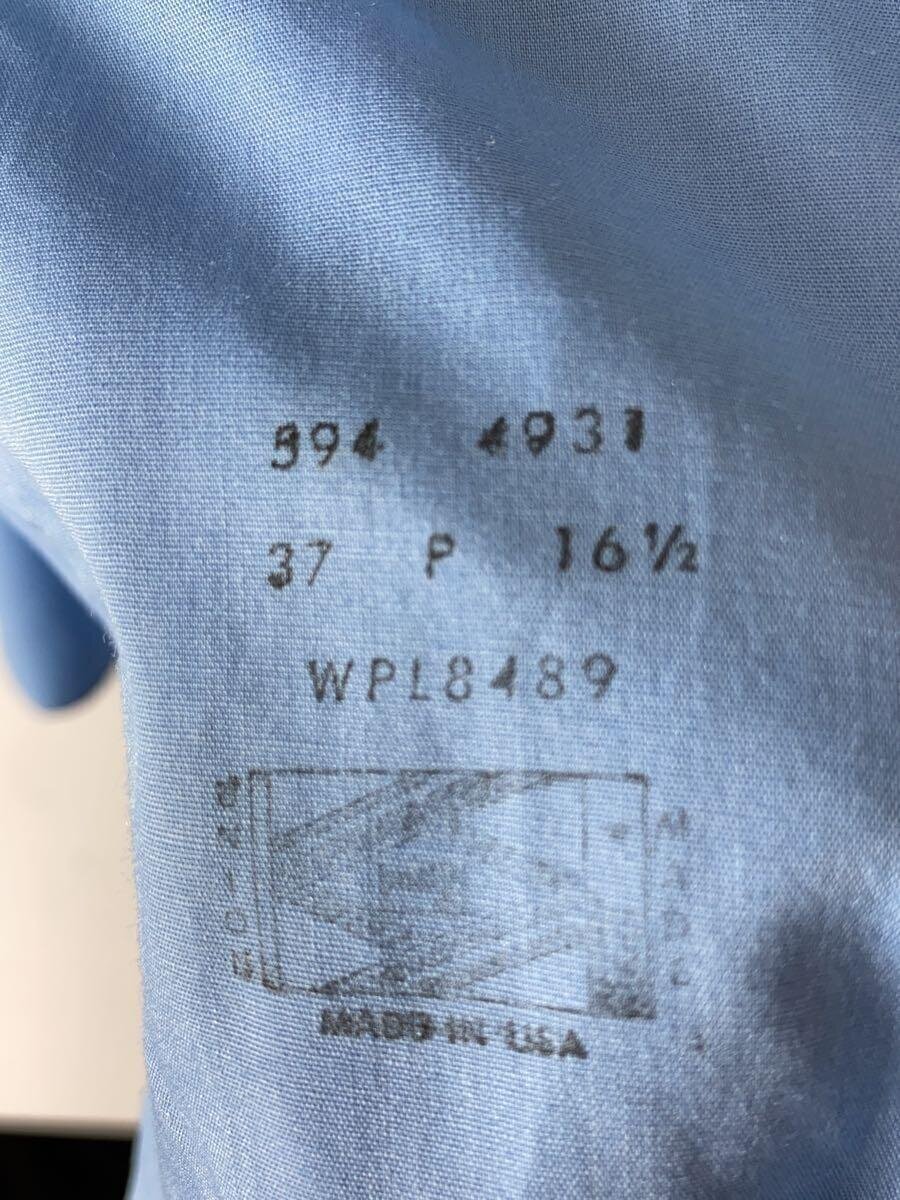 594 4931
37 P 16½
WPL8489
MADE IN USA